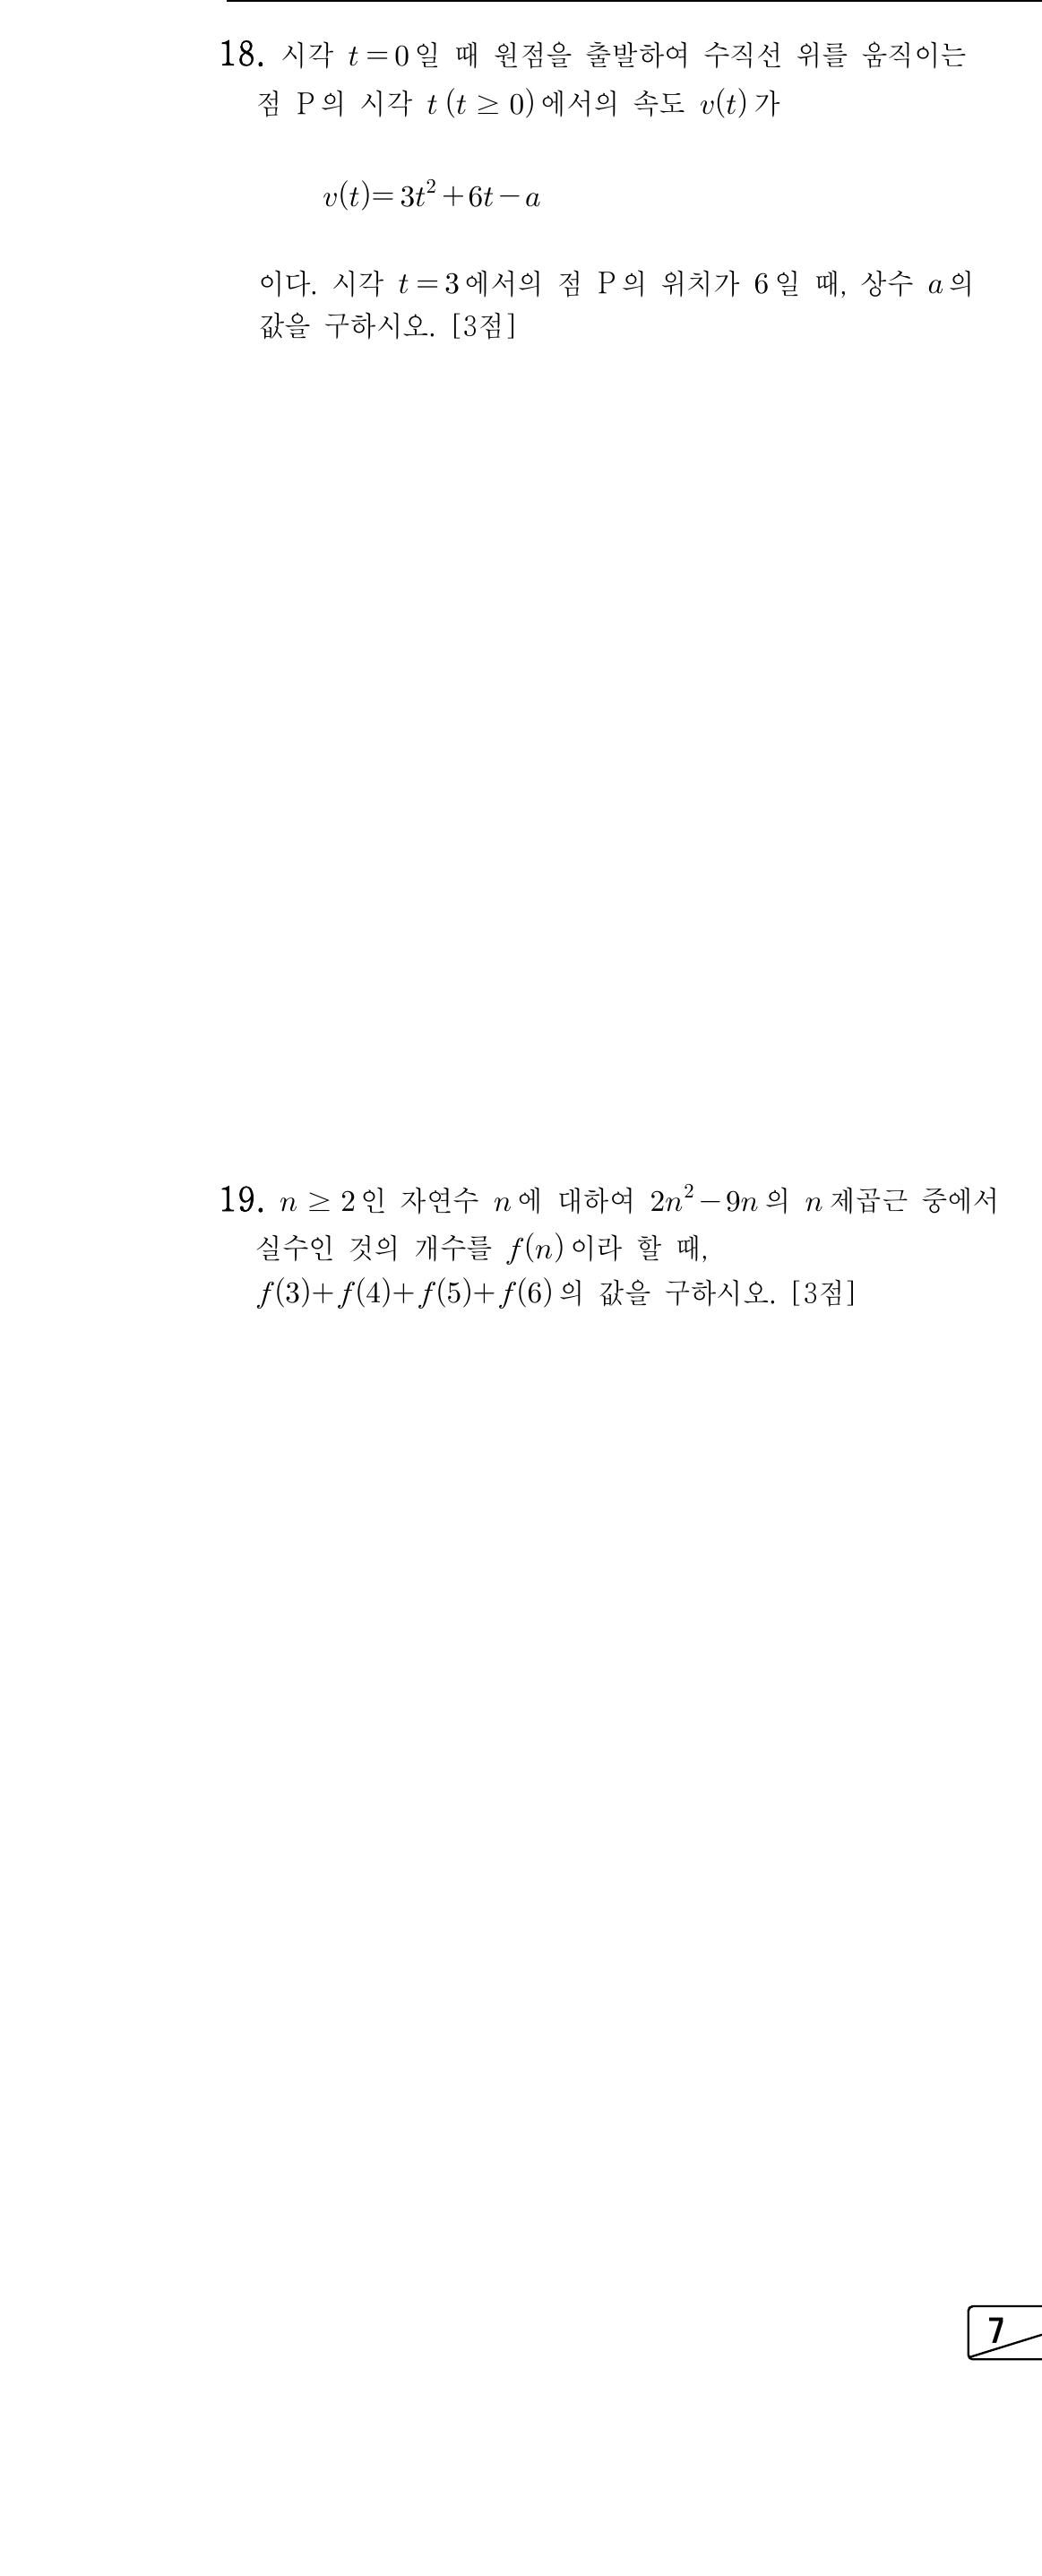 18. 시각 t=0일 때 원점을 출발하여 수직선 위를 움직이는
점 P의 시각 t (t ≥ 0)에서의 속도 v(t)가
v(t)=3t²+6t-a
이다. 시각 t=3에서의 점 P의 위치가 6일 때, 상수 a의
값을 구하시오. [3점]
19. n ≥ 2인 자연수 n에 대하여 2n²-9n의 n제곱근 중에서
실수인 것의 개수를 f(n)이라 할 때,
f(3)+f(4)+f(5)+f(6)의 값을 구하시오. [3점]
7